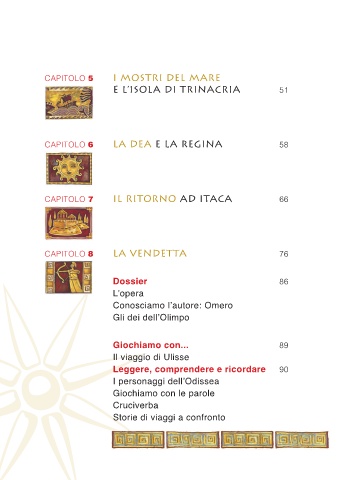 CAPITOLO 5 I MOSTRI DEL MARE
E L'ISOLA DI TRINACRIA 51
CAPITOLO 6 LA DEA E LA REGINA 58
CAPITOLO 7 IL RITORNO AD ITACA 66
CAPITOLO 8 LA VENDETTA 76
Dossier 86
L'opera
Conosciamo l'autore: Omero
Gli dei dell'Olimpo
Giochiamo con... 89
Il viaggio di Ulisse
Leggere, comprendere e ricordare 90
I personaggi dell'Odissea
Giochiamo con le parole
Cruciverba
Storie di viaggi a confronto